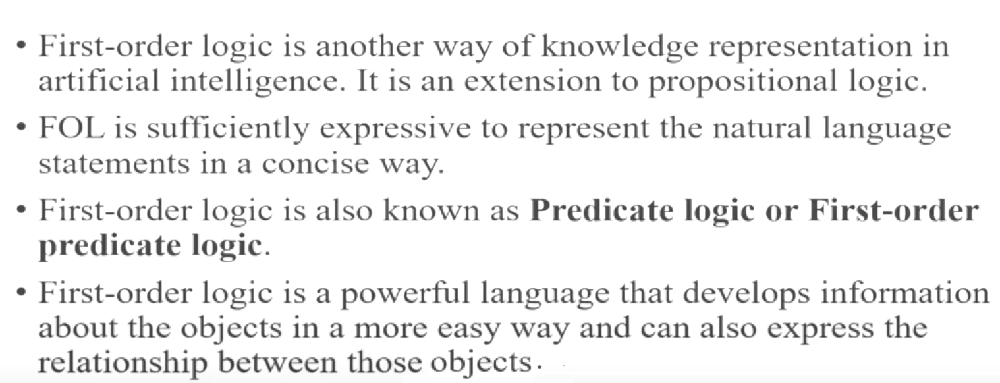 • First-order logic is another way of knowledge representation in
artificial intelligence. It is an extension to propositional logic.
• FOL is sufficiently expressive to represent the natural language
statements in a concise way.
• First-order logic is also known as Predicate logic or First-order
predicate logic.
• First-order logic is a powerful language that develops information
about the objects in a more easy way and can also express the
relationship between those objects.